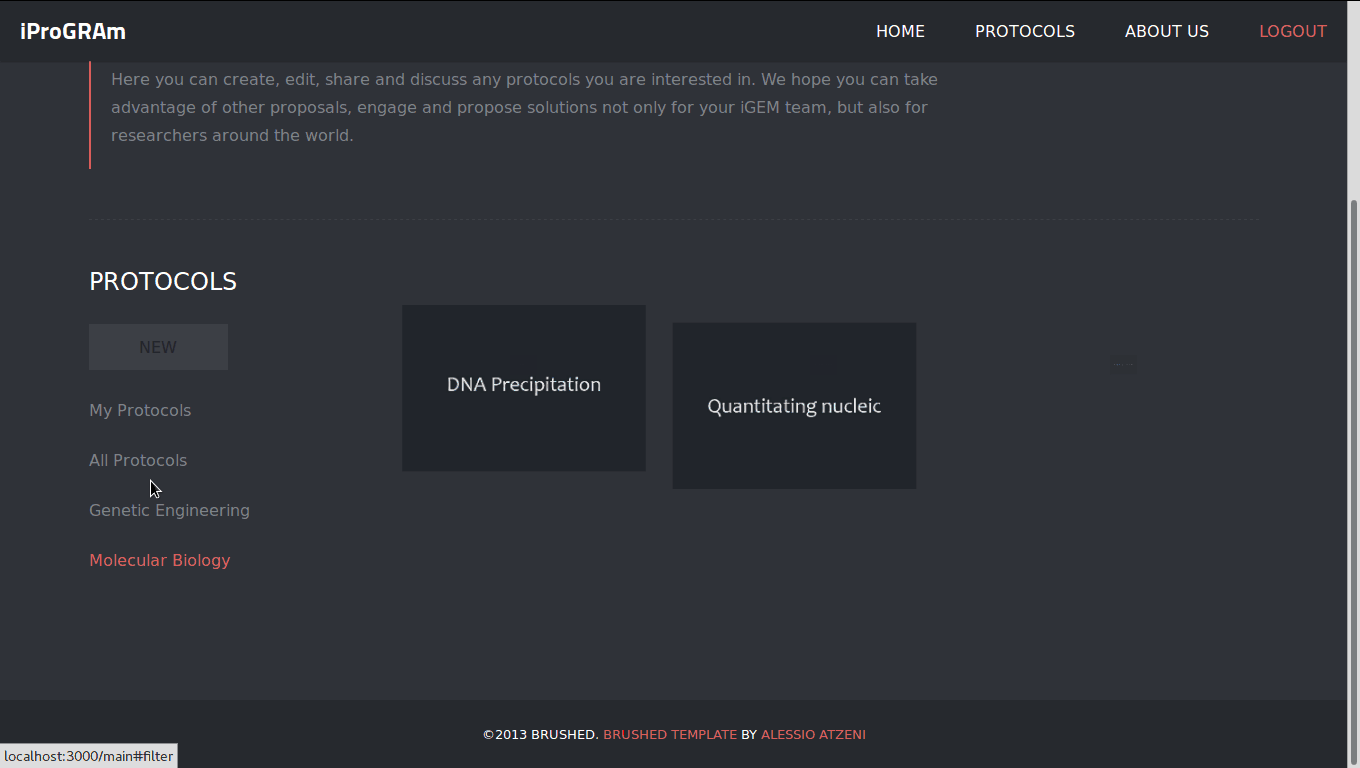 iProGRAm
HOME
PROTOCOLS
ABOUT US
LOGOUT
Here you can create, edit, share and discuss any protocols you are interested in. We hope you can take
advantage of other proposals, engage and propose solutions not only for your iGEM team, but also for
researchers around the world.
PROTOCOLS
NEW
My Protocols
All Protocols
Genetic Engineering
Molecular Biology
DNA Precipitation
Quantitating nucleic
©2013 BRUSHED. BRUSHED TEMPLATE BY ALESSIO ATZENI
localhost:3000/main#filter